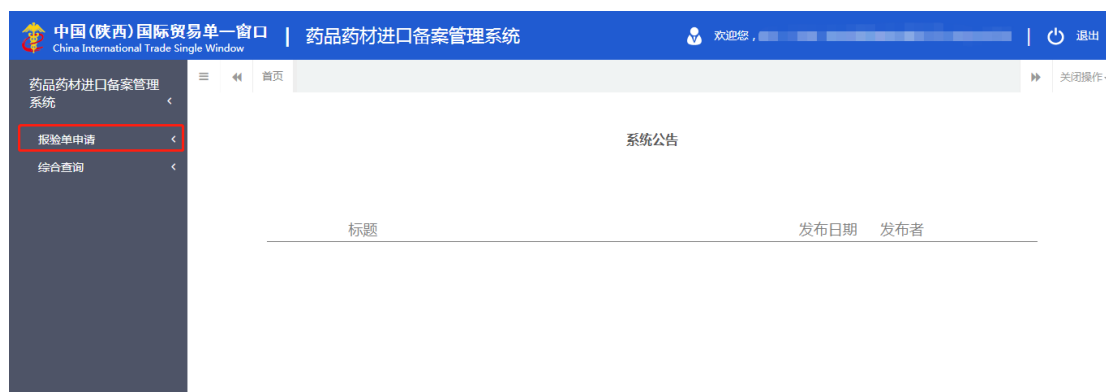 中国(陕西)国际贸易单一窗口 | 药品药材进口备案管理系统
China International Trade Single Window
欢迎您，
退出
药品药材进口备案管理系统
首页
关闭操作
报验单申请
综合查询
系统公告
标题 发布日期 发布者